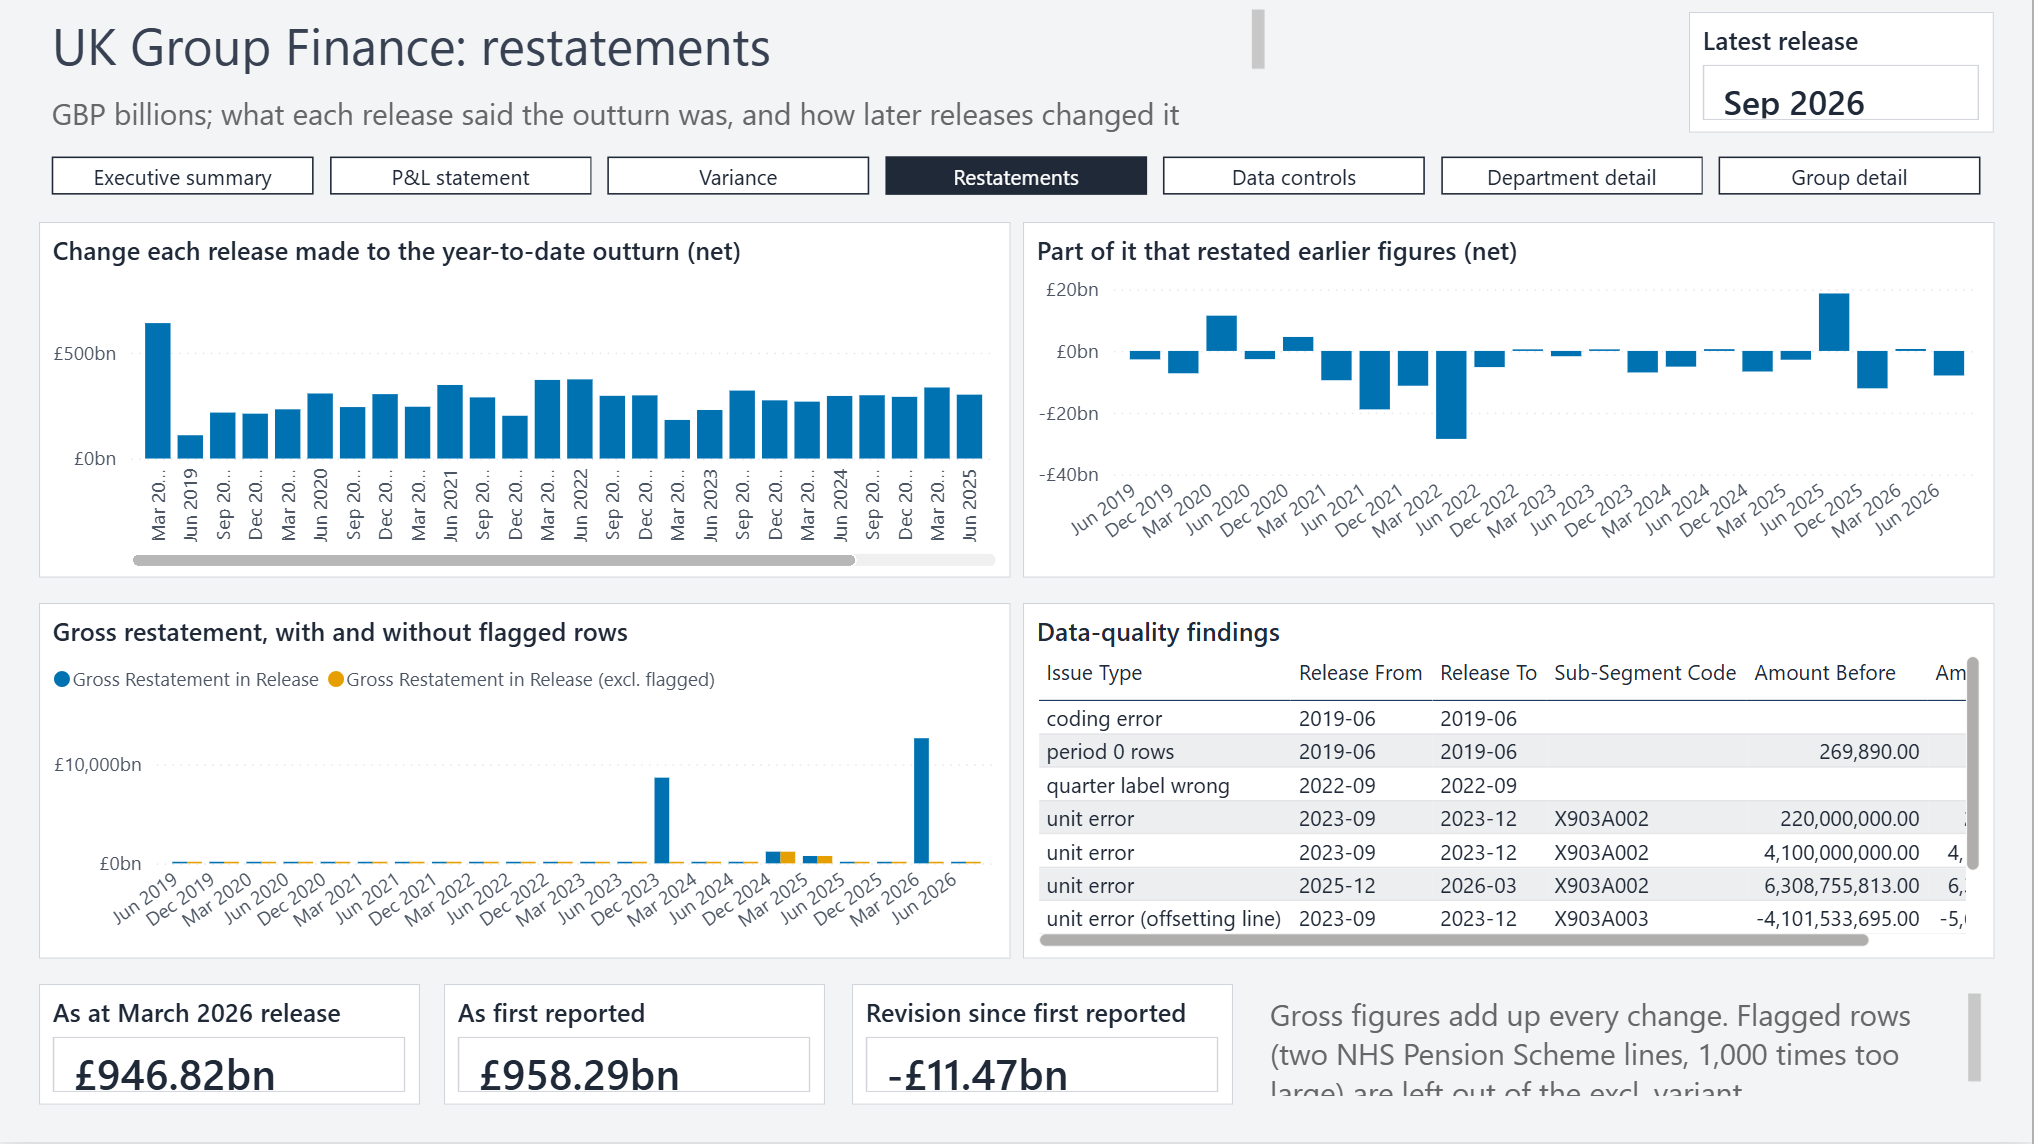 UK Group Finance: restatements
GBP billions; what each release said the outturn was, and how later releases changed it
Latest release
Sep 2026
Executive summary
P&L statement
Variance
Restatements
Data controls
Department detail
Group detail
Change each release made to the year-to-date outturn (net)
£500bn
£0bn
Mar 20...
Jun 2019
Sep 20...
Dec 20...
Mar 20...
Jun 2020
Sep 20...
Dec 20...
Mar 20...
Jun 2021
Sep 20...
Dec 20...
Mar 20...
Jun 2022
Sep 20...
Dec 20...
Mar 20...
Jun 2023
Sep 20...
Dec 20...
Mar 20...
Jun 2024
Sep 20...
Dec 20...
Mar 20...
Jun 2025
Part of it that restated earlier figures (net)
£20bn
£0bn
-£20bn
-£40bn
Jun 2019
Dec 2019
Mar 2020
Jun 2020
Dec 2020
Mar 2021
Jun 2021
Dec 2021
Mar 2022
Jun 2022
Dec 2022
Mar 2023
Jun 2023
Dec 2023
Mar 2024
Jun 2024
Dec 2024
Mar 2025
Jun 2025
Dec 2025
Mar 2026
Jun 2026
Gross restatement, with and without flagged rows
Gross Restatement in Release
Gross Restatement in Release (excl. flagged)
£10,000bn
£0bn
Jun 2019
Dec 2019
Mar 2020
Jun 2020
Dec 2020
Mar 2021
Jun 2021
Dec 2021
Mar 2022
Jun 2022
Dec 2022
Mar 2023
Jun 2023
Dec 2023
Mar 2024
Jun 2024
Dec 2024
Mar 2025
Jun 2025
Dec 2025
Mar 2026
Jun 2026
Data-quality findings
Issue Type Release From Release To Sub-Segment Code Amount Before Am
coding error 2019-06 2019-06
period 0 rows 2019-06 2019-06 269,890.00
quarter label wrong 2022-09 2022-09
unit error 2023-09 2023-12 X903A002 220,000,000.00
unit error 2023-09 2023-12 X903A002 4,100,000,000.00 4,
unit error 2025-12 2026-03 X903A002 6,308,755,813.00 6,
unit error (offsetting line) 2023-09 2023-12 X903A003 -4,101,533,695.00 -5,
As at March 2026 release
£946.82bn
As first reported
£958.29bn
Revision since first reported
-£11.47bn
Gross figures add up every change. Flagged rows
(two NHS Pension Scheme lines, 1,000 times too
large) are left out of the excl. variant